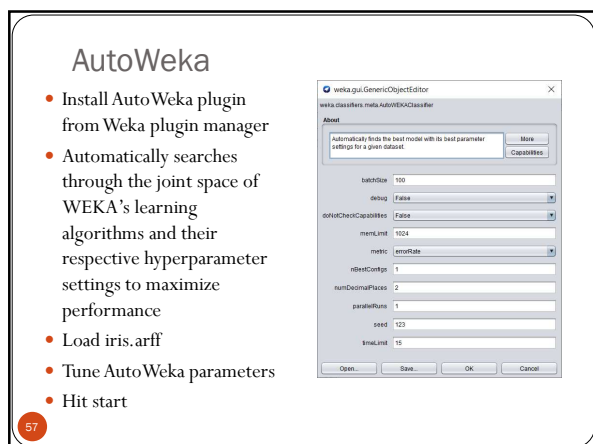 AutoWeka
• Install AutoWeka plugin
from Weka plugin manager
• Automatically searches
through the joint space of
WEKA's learning
algorithms and their
respective hyperparameter
settings to maximize
performance
• Load iris.arff
• Tune AutoWeka parameters
• Hit start
57
weka.gui.GenericObjectEditor
weka.classifiers.meta.AutoWEKAClassifier
About
Automatically finds the best model with its best parameter
settings for a given dataset.
More
Capabilities
batchSize 100
debug False
doNotCheckCapabilities False
memLimit 1024
metric errorRate
nBestConfigs 1
numDecimalPlaces 2
parallelRuns 1
seed 123
timeLimit 15
Open... Save... OK Cancel